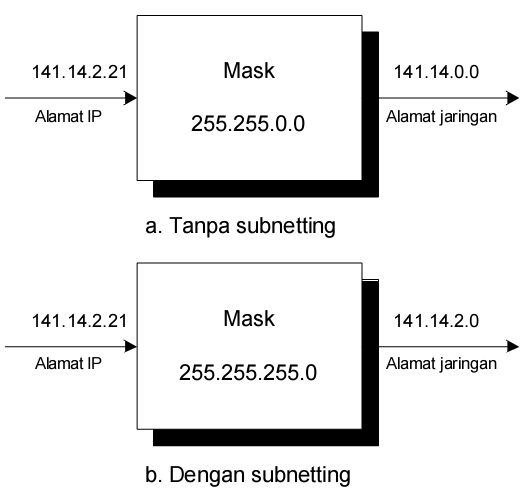 141.14.2.21
Mask
141.14.0.0
Alamat IP
255.255.0.0
Alamat jaringan
a. Tanpa subnetting
141.14.2.21
Mask
141.14.2.0
Alamat IP
255.255.255.0
Alamat jaringan
b. Dengan subnetting